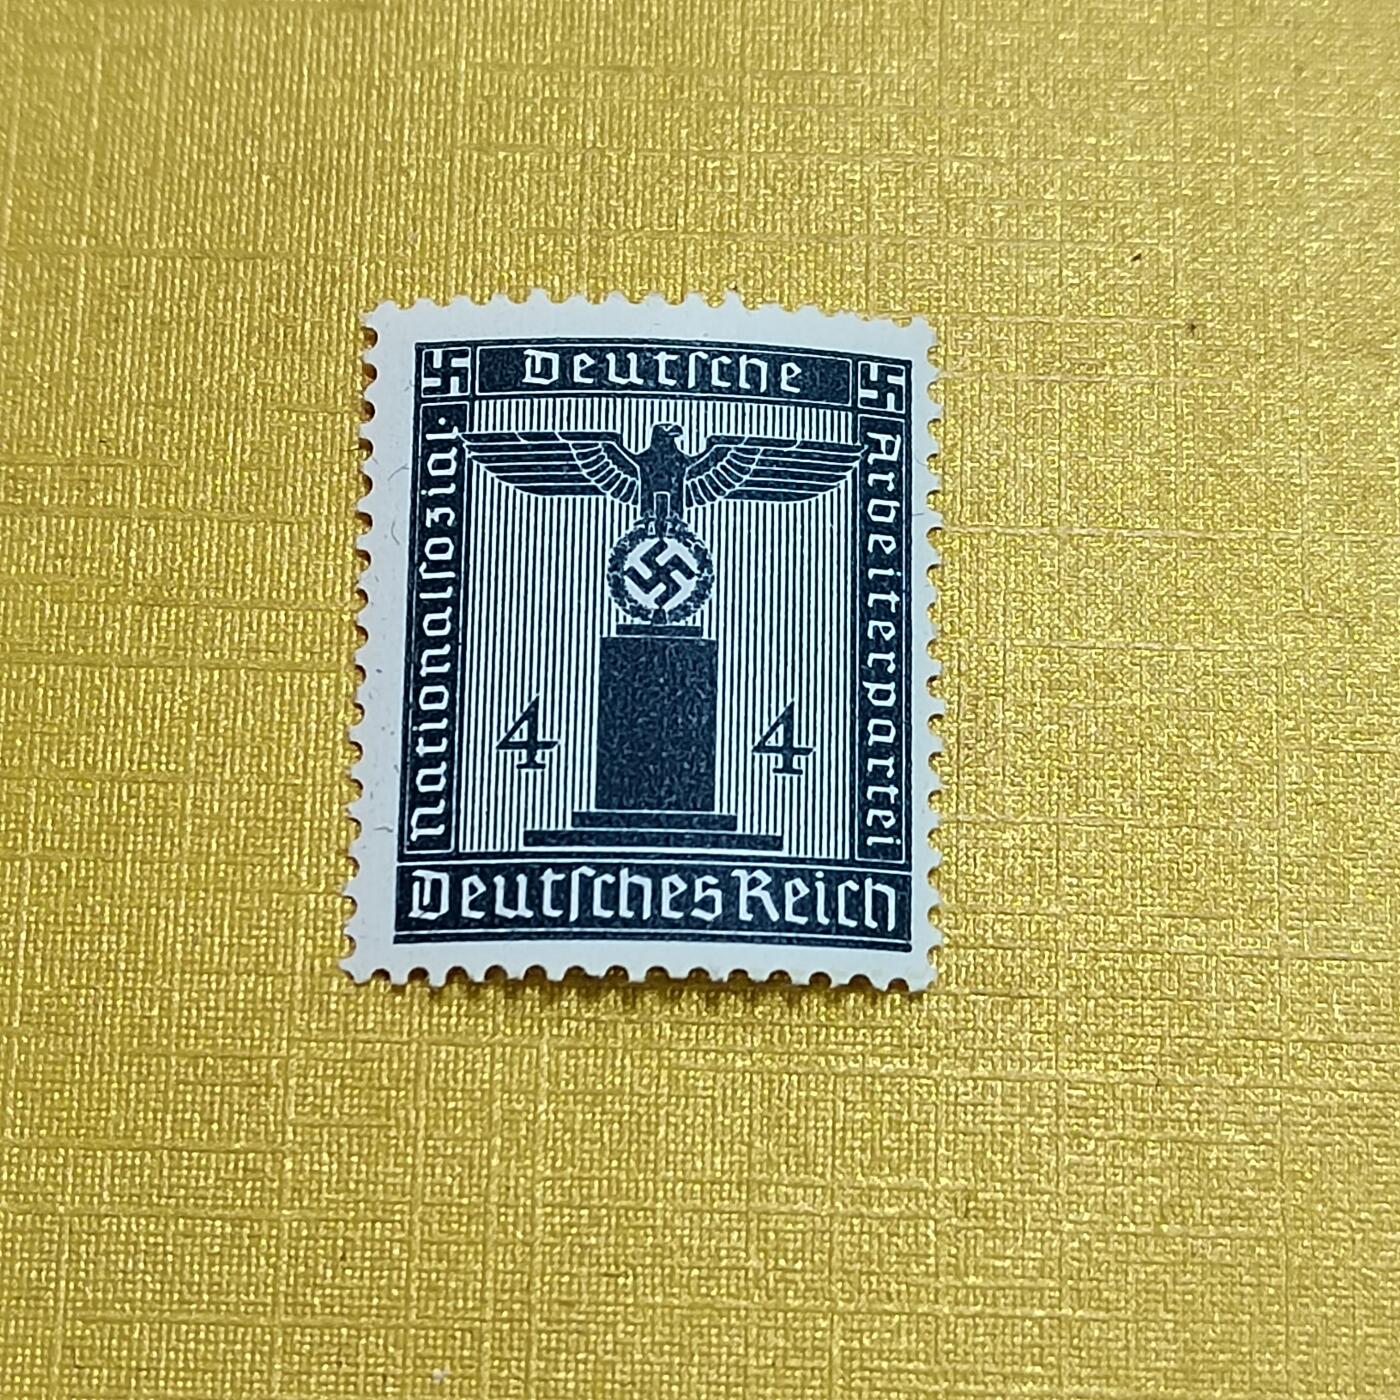 Deutſche
Nationalſozial.
Arbeiterpartei
4 4
Deutſches Reich